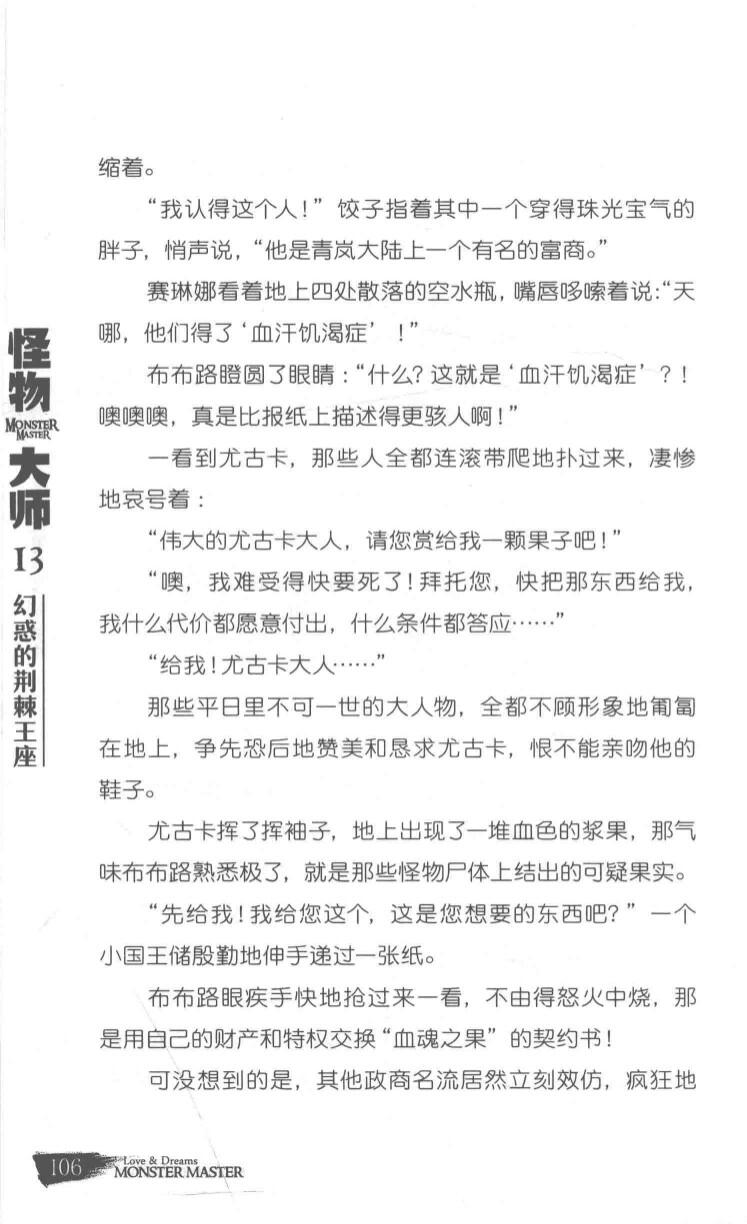 缩着。
“我认得这个人！”饺子指着其中一个穿得珠光宝气的
胖子，悄声说，“他是青岚大陆上一个有名的富商。”
赛琳娜看着地上四处散落的空水瓶，嘴唇哆嗦着说：“天
哪，他们得了‘血汗饥渴症’！”
布布路瞪圆了眼睛：“什么？这就是‘血汗饥渴症’？！
噢噢噢，真是比报纸上描述得更骇人啊！”
一看到尤古卡，那些人全都连滚带爬地扑过来，凄惨
地哀号着：
“伟大的尤古卡大人，请您赏给我一颗果子吧！”
“噢，我难受得快要死了！拜托您，快把那东西给我，
我什么代价都愿意付出，什么条件都答应……”
“给我！尤古卡大人……”
那些平日里不可一世的大人物，全都不顾形象地匍匐
在地上，争先恐后地赞美和恳求尤古卡，恨不能亲吻他的
鞋子。
尤古卡挥了挥袖子，地上出现了一堆血色的浆果，那气
味布布路熟悉极了，就是那些怪物尸体上结出的可疑果实。
“先给我！我给您这个，这是您想要的东西吧？”一个
小国王储殷勤地伸手递过一张纸。
布布路眼疾手快地抢过来一看，不由得怒火中烧，那
是用自己的财产和特权交换“血魂之果”的契约书！
可没想到的是，其他政商名流居然立刻效仿，疯狂地
怪物
MONSTER
MASTER
大师
13
幻惑的荆棘王座
106
Love & Dreams
MONSTER MASTER